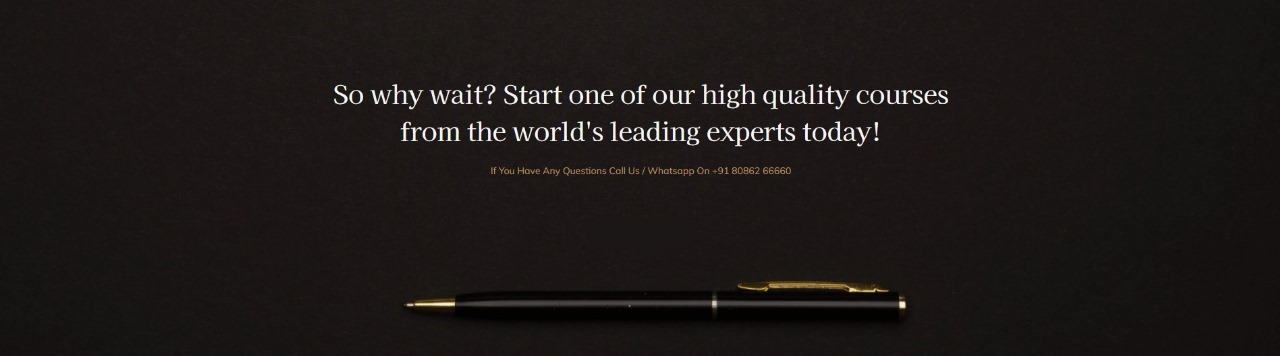 So why wait? Start one of our high quality courses
from the world's leading experts today!
If You Have Any Questions Call Us / Whatsapp On +91 80862 66660